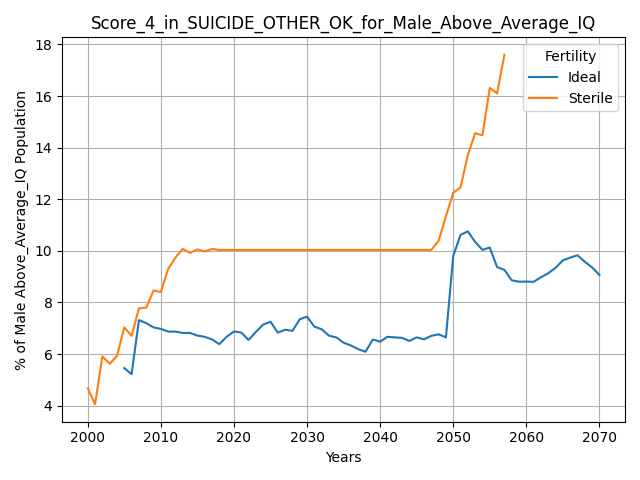 Score_4_in_SUICIDE_OTHER_OK_for_Male_Above_Average_IQ
18
16
14
12
10
8
6
4
% of Male Above_Average_IQ Population
Fertility
Ideal
Sterile
2000 2010 2020 2030 2040 2050 2060 2070
Years